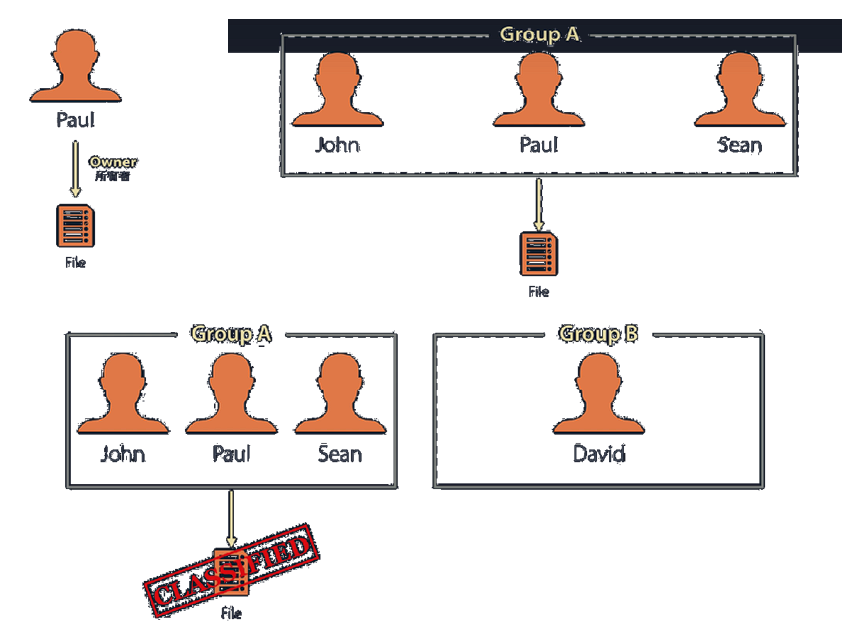 Paul
Owner
所有者
File
Group A
John
Paul
Sean
File
Group A
John
Paul
Sean
CLASSIFIED
File
Group B
David